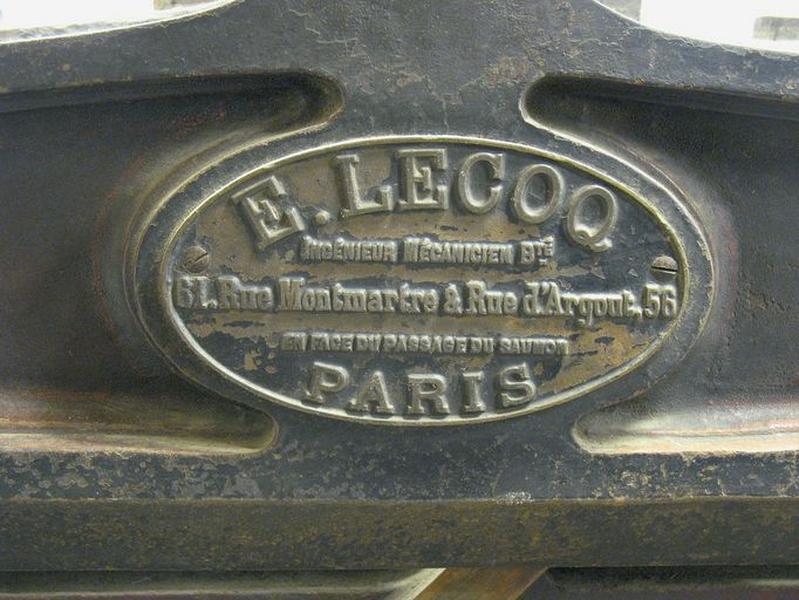 E. LECOQ
INGÉNIEUR MÉCANICIEN Bté
61, Rue Montmartre & Rue d'Argout, 56
EN FACE DU PASSAGE DU SAUMON
PARIS